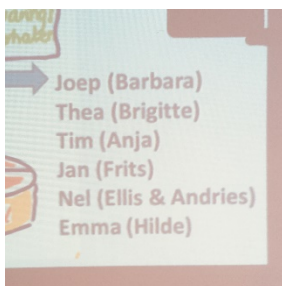 Joep (Barbara)
Thea (Brigitte)
Tim (Anja)
Jan (Frits)
Nel (Ellis & Andries)
Emma (Hilde)